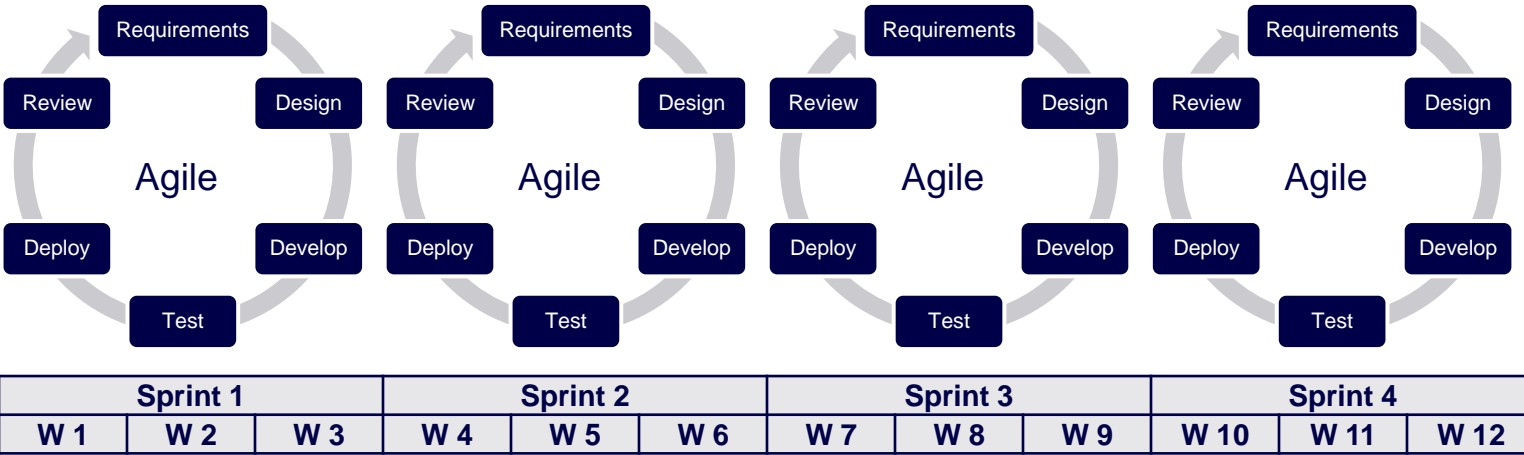 Requirements Requirements Requirements Requirements
Review Design Review Design Review Design Review Design
Agile Agile Agile Agile
Deploy Develop Deploy Develop Deploy Develop Deploy Develop
Test Test Test Test
Sprint 1 Sprint 2 Sprint 3 Sprint 4
W 1 W 2 W 3 W 4 W 5 W 6 W 7 W 8 W 9 W 10 W 11 W 12